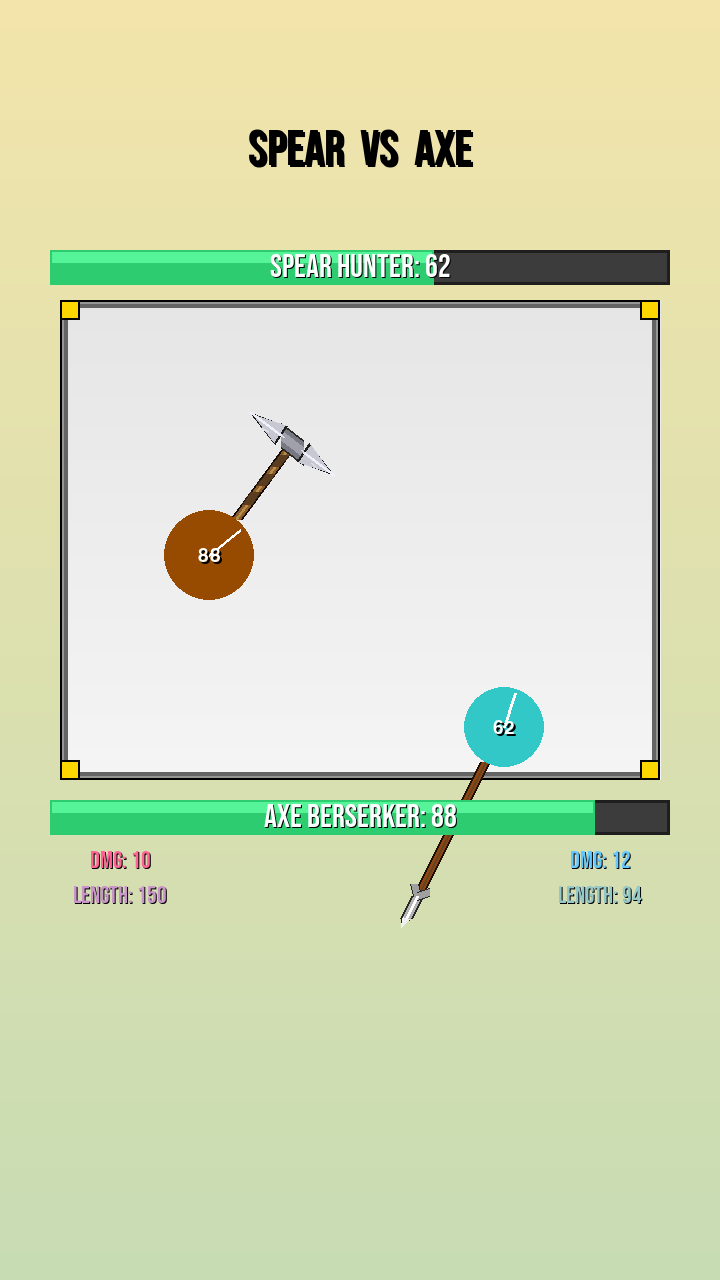 SPEAR VS AXE
SPEAR HUNTER: 62
88
62
AXE BERSERKER: 88
DMG: 10
DMG: 12
LENGTH: 150
LENGTH: 94